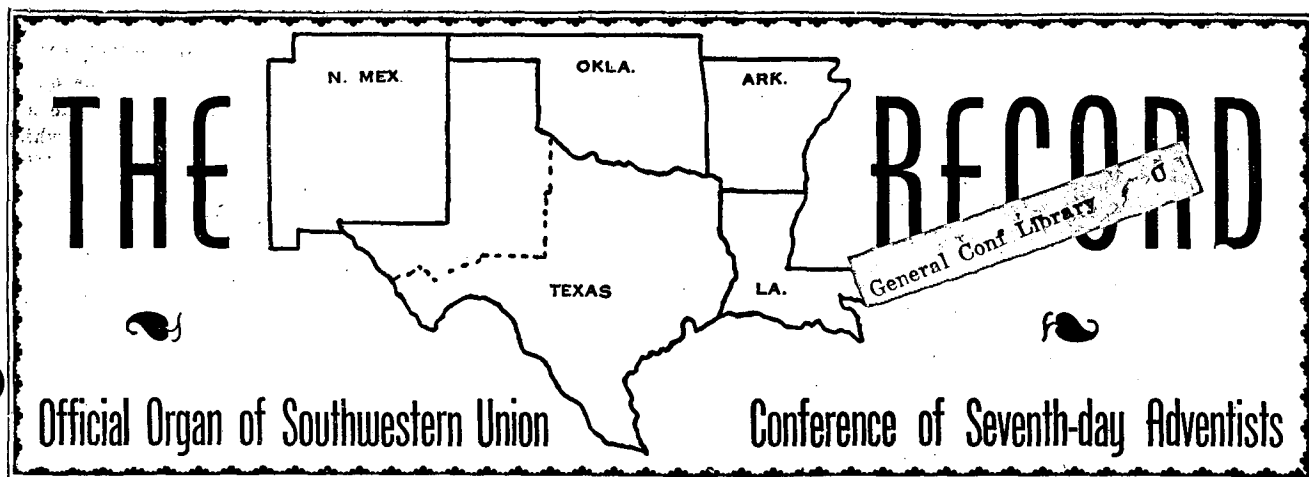 THE RECORD
N. MEX.
OKLA.
ARK.
TEXAS
LA.
General Conf Library
Official Organ of Southwestern Union Conference of Seventh-day Adventists